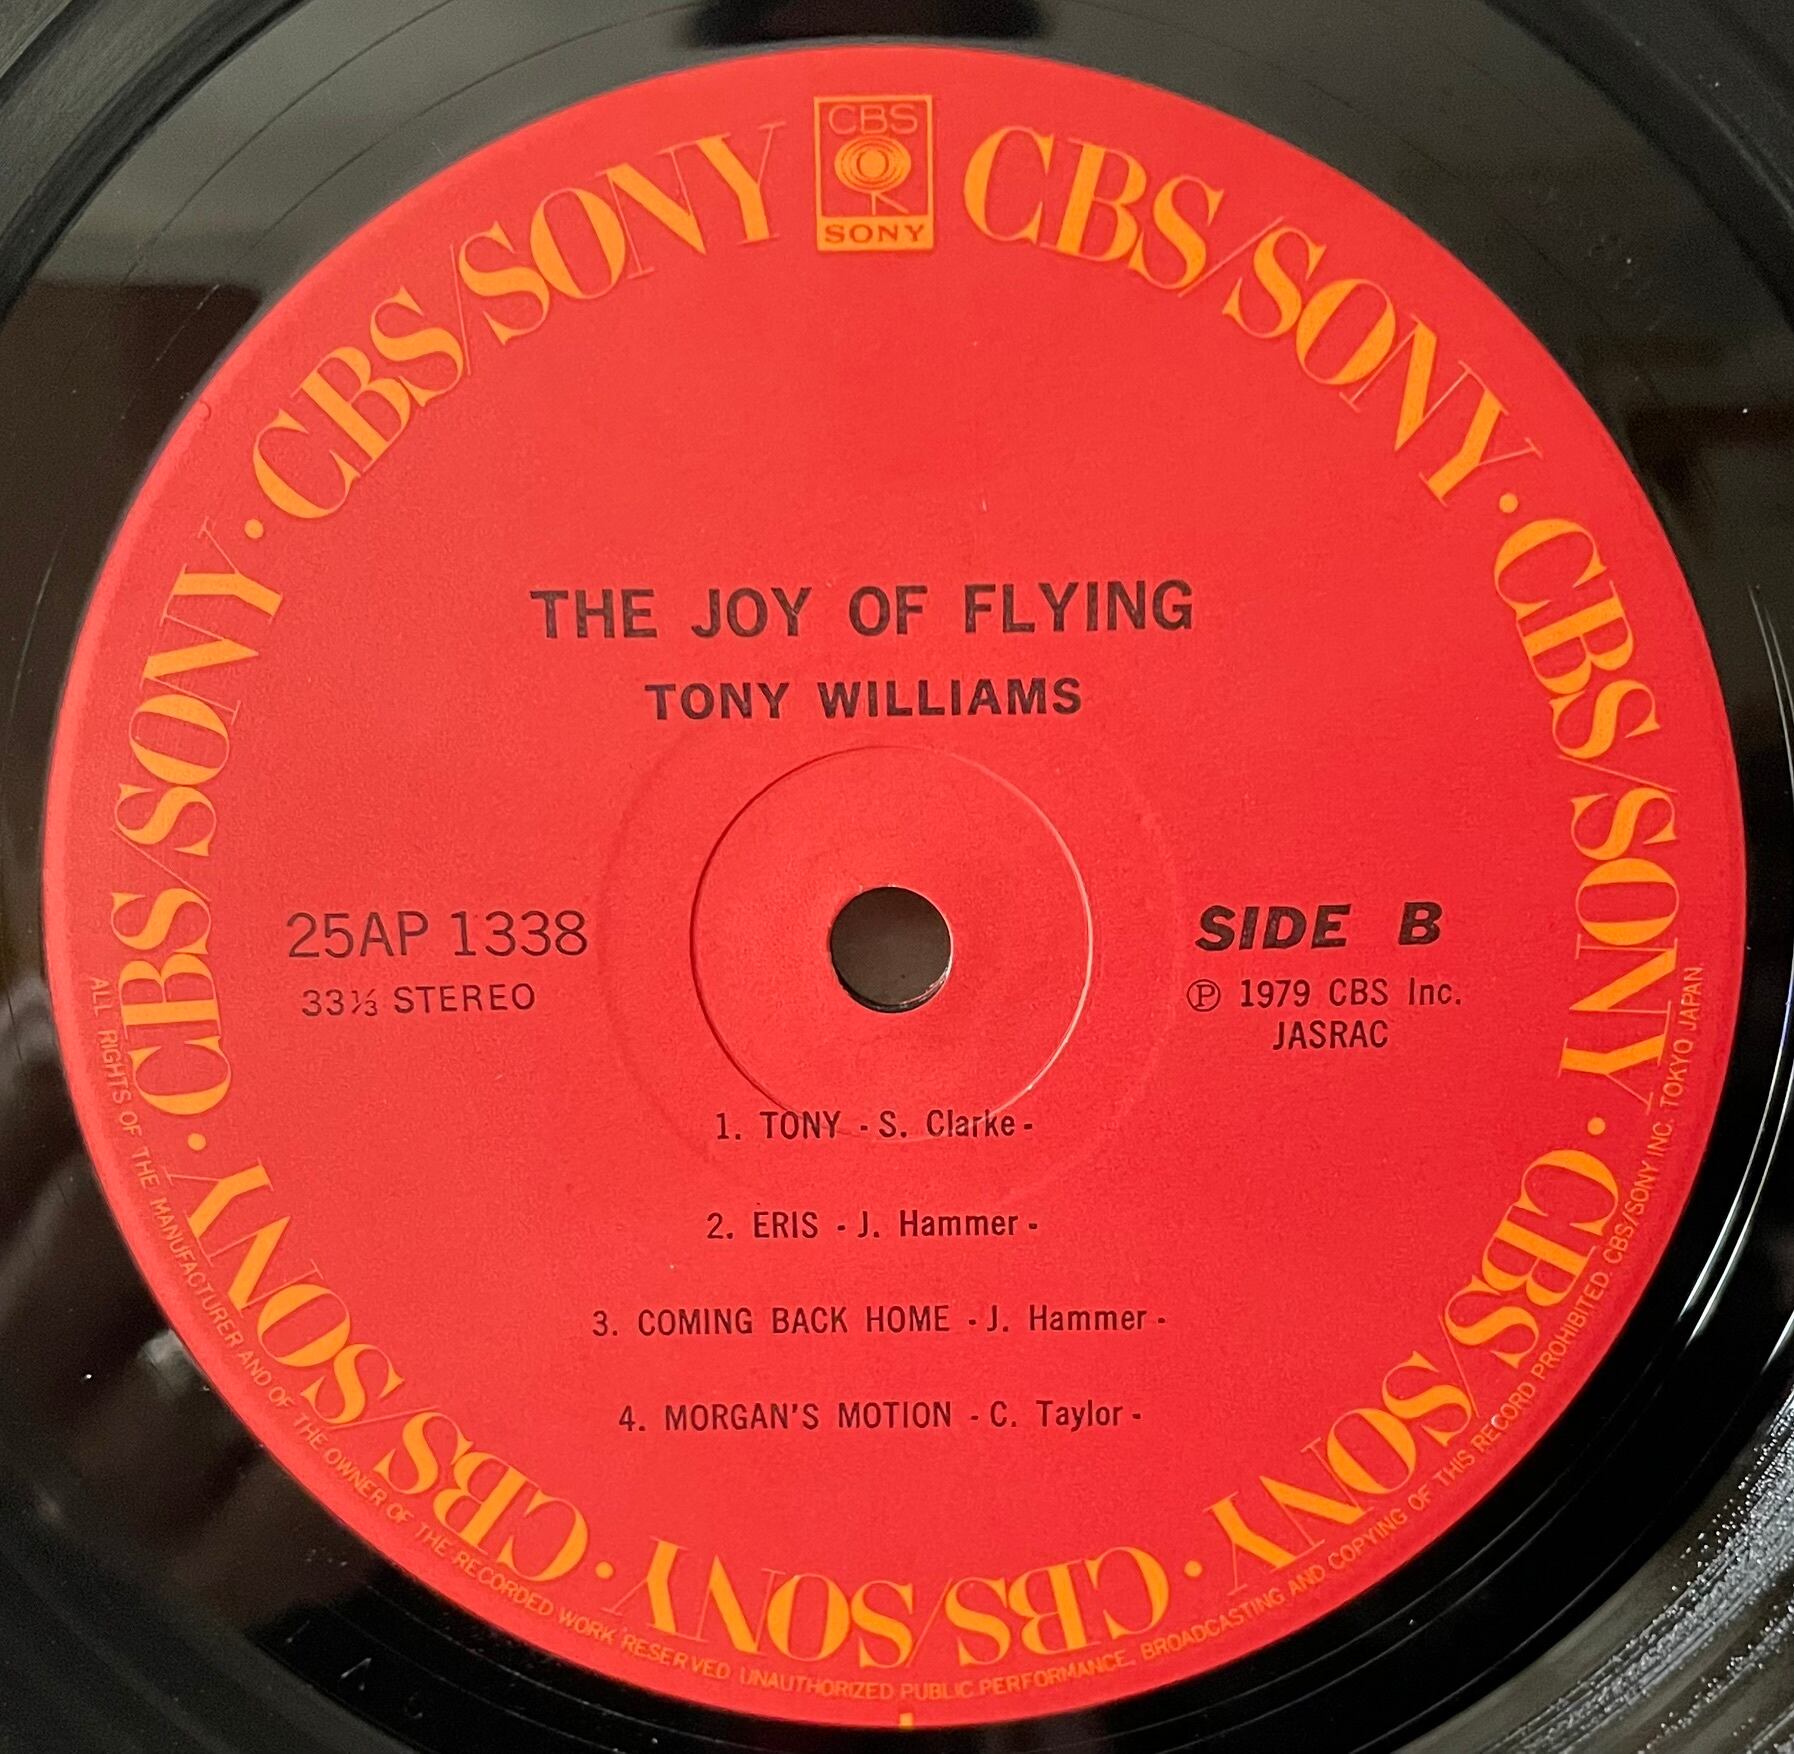 CBS
SONY
CBS/SONY · CBS/SONY · CBS/SONY · CBS/SONY · CBS/SONY · CBS/SONY · CBS/SONY
THE JOY OF FLYING
TONY WILLIAMS
25AP 1338
33⅓ STEREO
SIDE B
Ⓟ 1979 CBS Inc.
JASRAC
1. TONY - S. Clarke -
2. ERIS - J. Hammer -
3. COMING BACK HOME - J. Hammer -
4. MORGAN'S MOTION - C. Taylor -
ALL RIGHTS OF THE MANUFACTURER AND OF THE OWNER OF THE RECORDED WORK RESERVED UNAUTHORIZED PUBLIC PERFORMANCE. BROADCASTING AND COPYING OF THIS RECORD PROHIBITED. CBS/SONY INC. TOKYO JAPAN